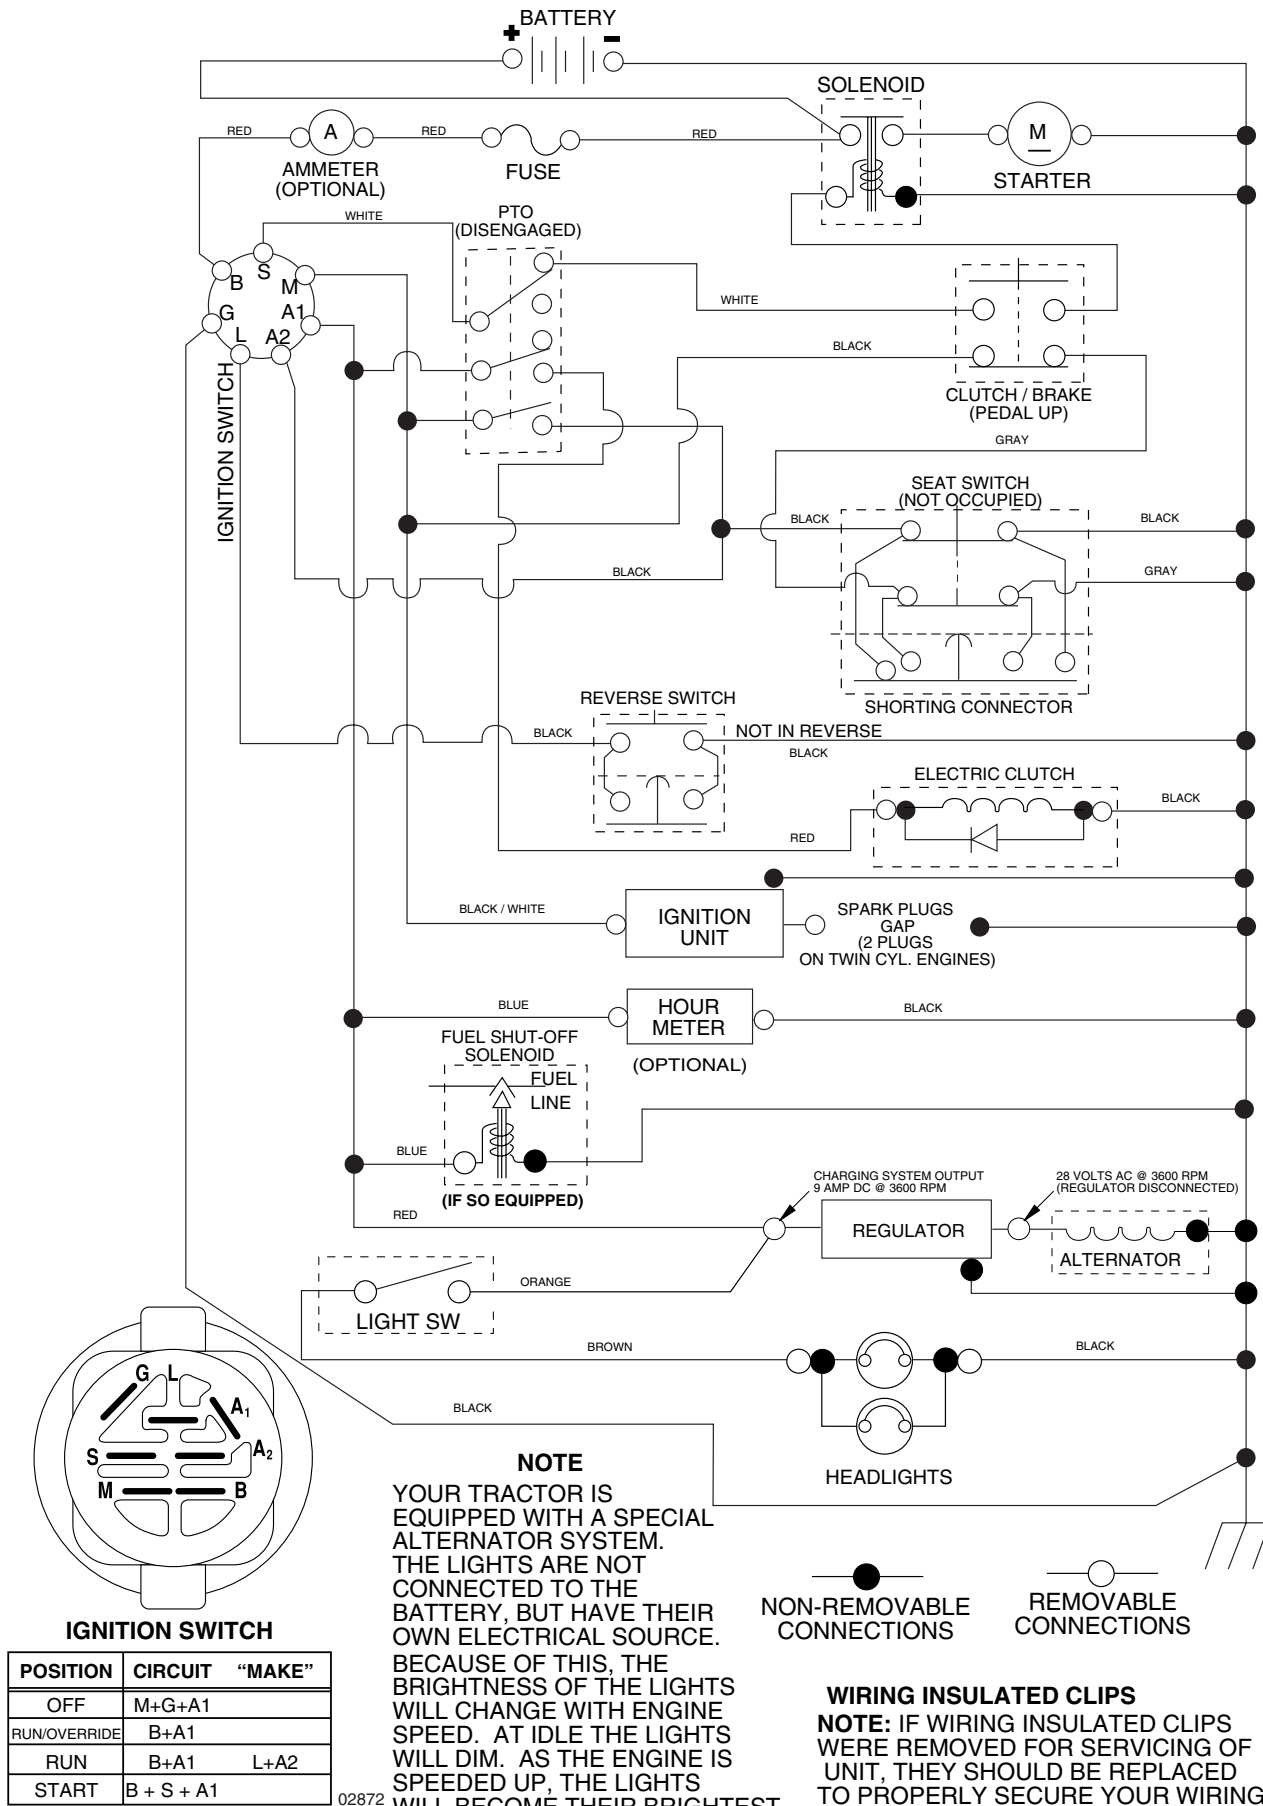 BATTERY
+ -
SOLENOID
RED
A
RED
RED
M
AMMETER
(OPTIONAL)
FUSE
STARTER
WHITE
PTO
(DISENGAGED)
B
S
M
G
A1
L
A2
IGNITION SWITCH
WHITE
BLACK
CLUTCH / BRAKE
(PEDAL UP)
GRAY
SEAT SWITCH
(NOT OCCUPIED)
BLACK
BLACK
BLACK
GRAY
SHORTING CONNECTOR
REVERSE SWITCH
BLACK
NOT IN REVERSE
BLACK
ELECTRIC CLUTCH
BLACK
RED
BLACK / WHITE
IGNITION
UNIT
SPARK PLUGS
GAP
(2 PLUGS
ON TWIN CYL. ENGINES)
BLUE
HOUR
METER
BLACK
(OPTIONAL)
FUEL SHUT-OFF
SOLENOID
FUEL
LINE
BLUE
(IF SO EQUIPPED)
CHARGING SYSTEM OUTPUT
9 AMP DC @ 3600 RPM
28 VOLTS AC @ 3600 RPM
(REGULATOR DISCONNECTED)
RED
REGULATOR
ALTERNATOR
ORANGE
LIGHT SW
BROWN
BLACK
BLACK
HEADLIGHTS
G L
A1
A2
S
M
B
IGNITION SWITCH
POSITION CIRCUIT “MAKE”
OFF M+G+A1
RUN/OVERRIDE B+A1
RUN B+A1 L+A2
START B + S + A1
02872
NOTE
YOUR TRACTOR IS
EQUIPPED WITH A SPECIAL
ALTERNATOR SYSTEM.
THE LIGHTS ARE NOT
CONNECTED TO THE
BATTERY, BUT HAVE THEIR
OWN ELECTRICAL SOURCE.
BECAUSE OF THIS, THE
BRIGHTNESS OF THE LIGHTS
WILL CHANGE WITH ENGINE
SPEED. AT IDLE THE LIGHTS
WILL DIM. AS THE ENGINE IS
SPEEDED UP, THE LIGHTS
WILL BECOME THEIR BRIGHTEST
NON-REMOVABLE
CONNECTIONS
REMOVABLE
CONNECTIONS
WIRING INSULATED CLIPS
NOTE: IF WIRING INSULATED CLIPS
WERE REMOVED FOR SERVICING OF
UNIT, THEY SHOULD BE REPLACED
TO PROPERLY SECURE YOUR WIRING